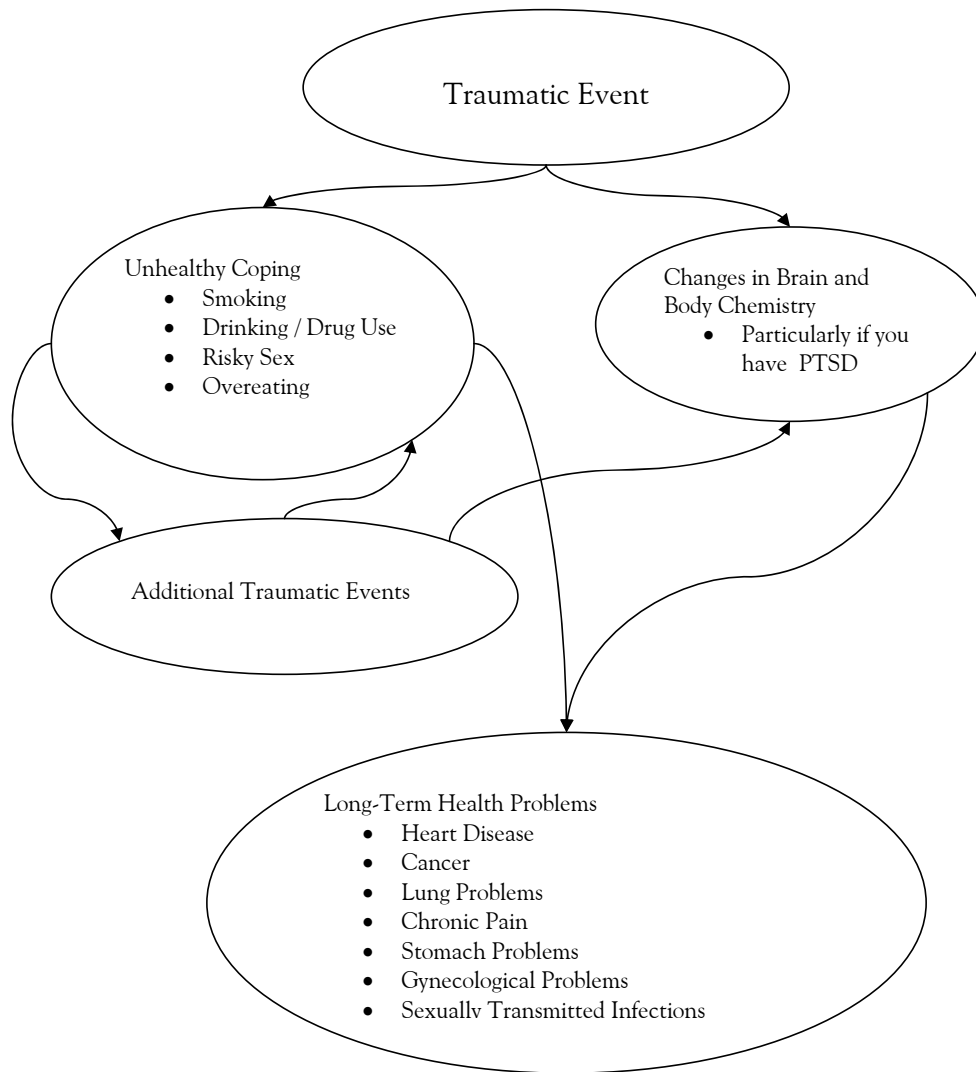 Traumatic Event
Unhealthy Coping
• Smoking
• Drinking / Drug Use
• Risky Sex
• Overeating
Changes in Brain and
Body Chemistry
• Particularly if you
have PTSD
Additional Traumatic Events
Long-Term Health Problems
• Heart Disease
• Cancer
• Lung Problems
• Chronic Pain
• Stomach Problems
• Gynecological Problems
• Sexually Transmitted Infections